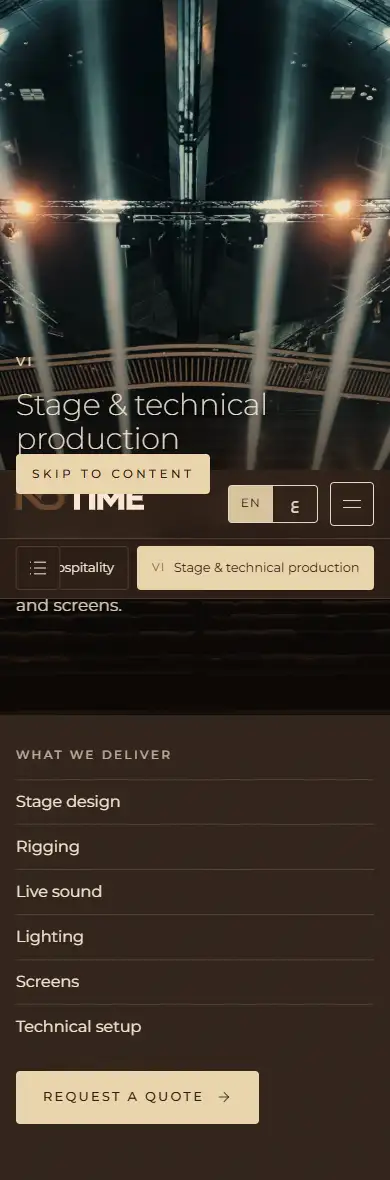 VI
Stage & technical
production
SKIP TO CONTENT
TIME
EN
ع
ospitality
VI Stage & technical production
and screens.
WHAT WE DELIVER
Stage design
Rigging
Live sound
Lighting
Screens
Technical setup
REQUEST A QUOTE →